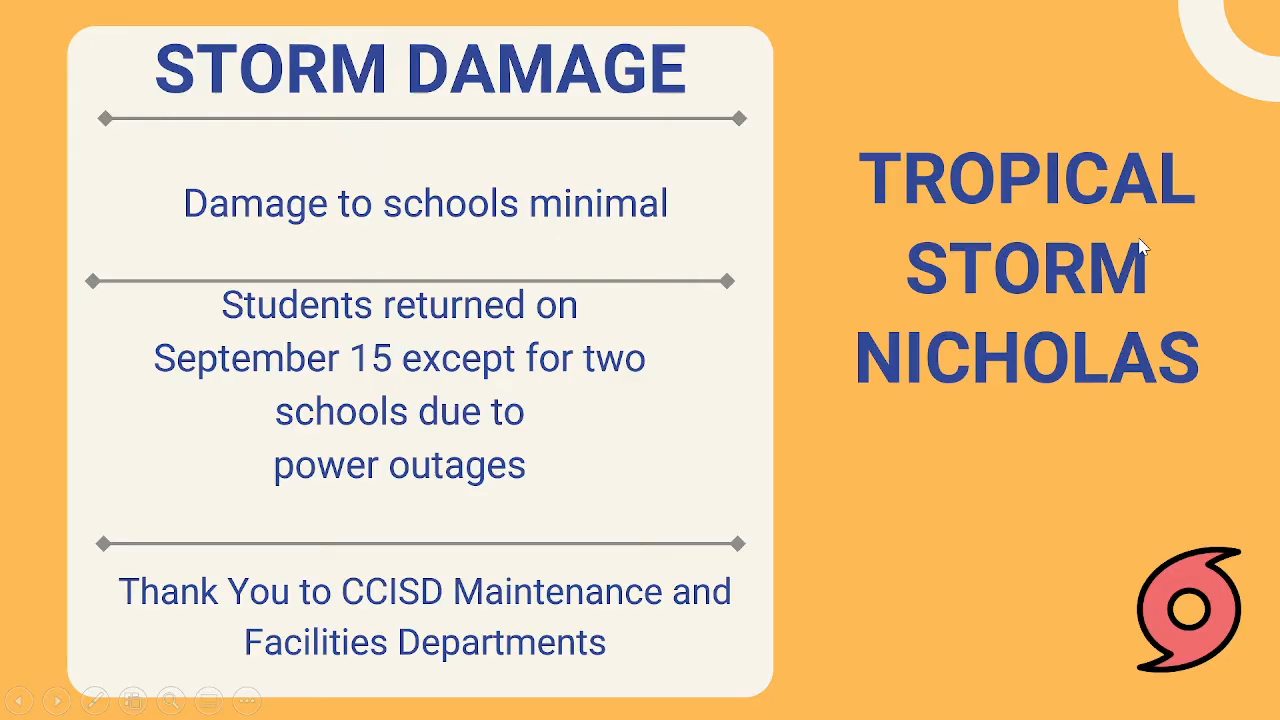 STORM DAMAGE
Damage to schools minimal
Students returned on
September 15 except for two
schools due to
power outages
Thank You to CCISD Maintenance and
Facilities Departments
TROPICAL
STORM
NICHOLAS